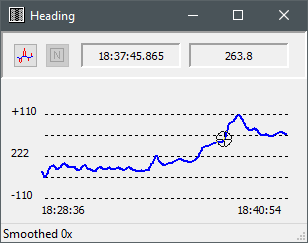 Heading
N 18:37:45.865 263.8
+110
222
-110
18:28:36 18:40:54
Smoothed 0x